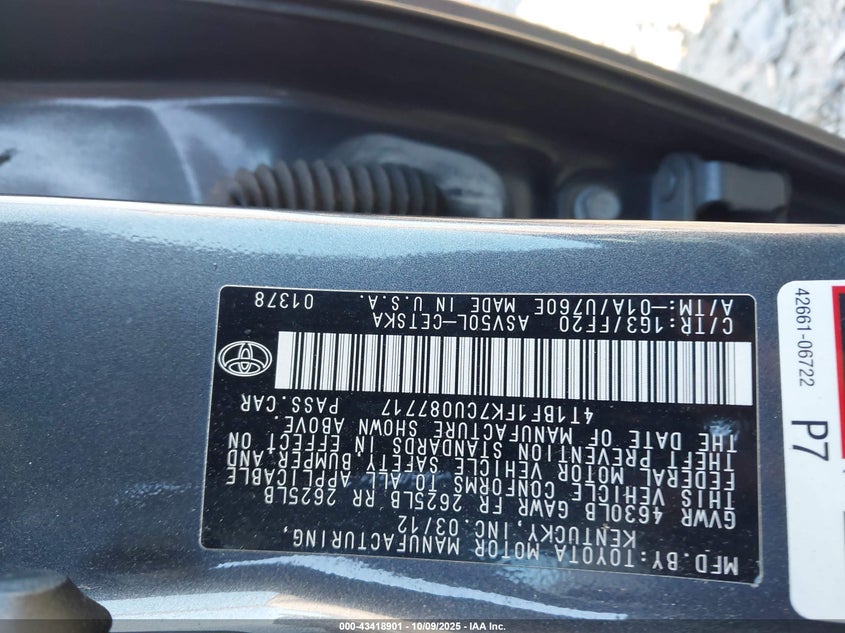 MFD.BY:TOYOTA MOTOR MANUFACTURING,
KENTUCKY, INC. 03/12
GVWR 4630LB GAWR FR 2625LB RR 2625LB
THIS VEHICLE CONFORMS TO ALL APPLICABLE
FEDERAL MOTOR VEHICLE SAFETY, BUMPER, AND
THEFT PREVENTION STANDARDS IN EFFECT ON
THE DATE OF MANUFACTURE SHOWN ABOVE.
4T1BF1FK7CU087717 PASS.CAR
C/TR:1G3/FF20 ASV50L-CETSKA
A/TM:-01A/U760E MADE IN U.S.A. 01378
42661-06722
P7
000-43418901 - 10/09/2025 - IAA Inc.